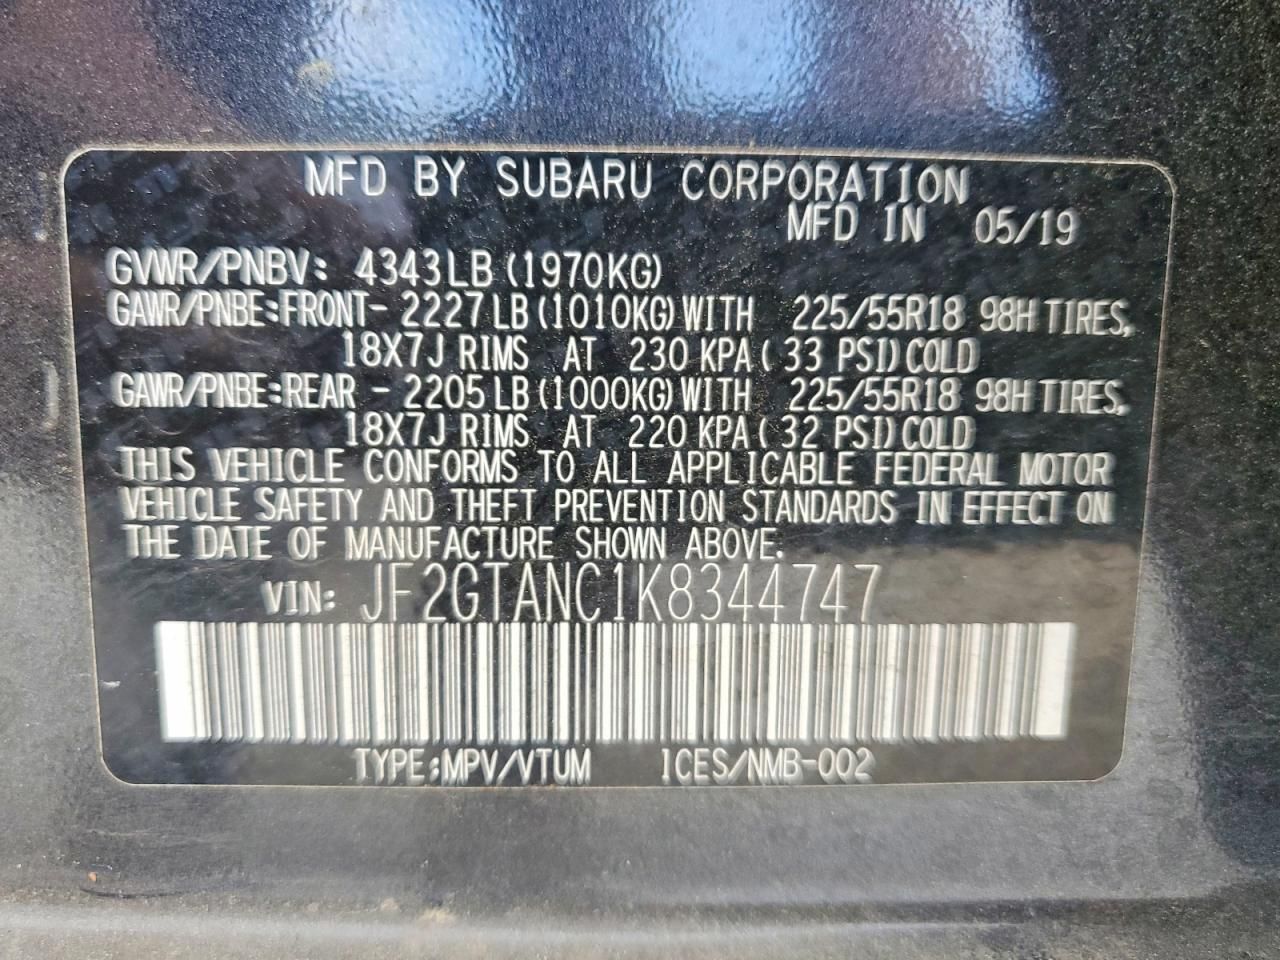 MFD BY SUBARU CORPORATION
MFD IN 05/19
GVWR/PNBV: 4343LB (1970KG)
GAWR/PNBE:FRONT- 2227LB(1010KG)WITH 225/55R18 98H TIRES,
18X7J RIMS AT 230 KPA( 33 PSI)COLD
GAWR/PNBE:REAR - 2205LB(1000KG)WITH 225/55R18 98H TIRES,
18X7J RIMS AT 220 KPA( 32 PSI)COLD
THIS VEHICLE CONFORMS TO ALL APPLICABLE FEDERAL MOTOR
VEHICLE SAFETY AND THEFT PREVENTION STANDARDS IN EFFECT ON
THE DATE OF MANUFACTURE SHOWN ABOVE.
VIN: JF2GTANC1K8344747
TYPE:MPV/VTUM ICES/NMB-002